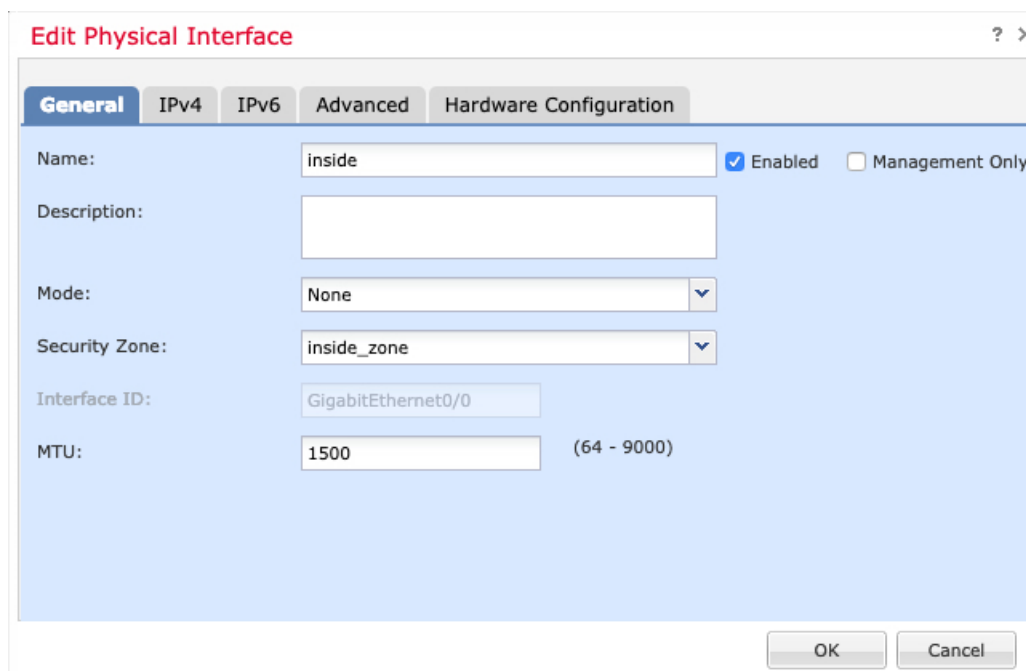 Edit Physical Interface ? ×
General IPv4 IPv6 Advanced Hardware Configuration
Name: inside Enabled Management Only
Description:
Mode: None
Security Zone: inside_zone
Interface ID: GigabitEthernet0/0
MTU: 1500 (64 - 9000)
OK Cancel